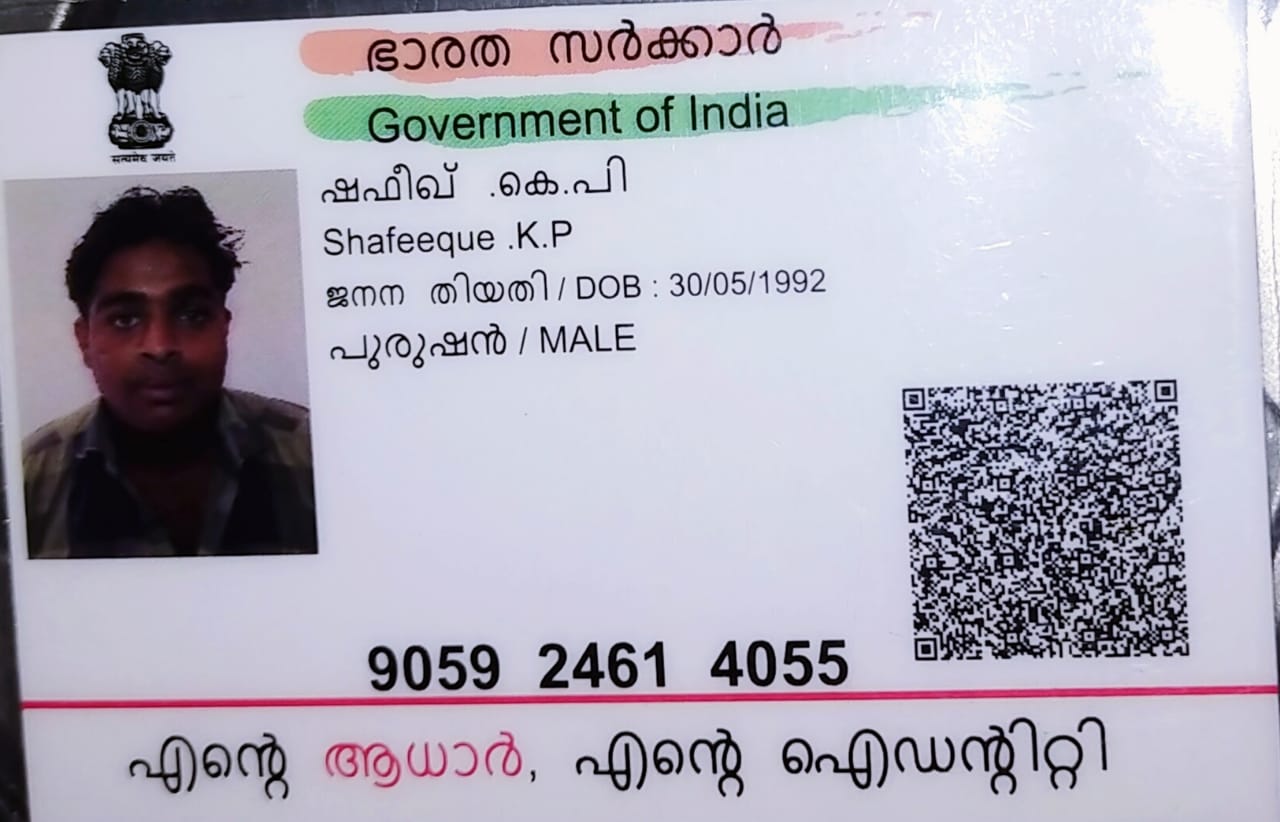 ഭാരത സർക്കാർ
Government of India
सत्यमेव जयते
ഷഫീഖ് .കെ.പി
Shafeeque .K.P
ജനന തിയതി / DOB : 30/05/1992
പുരുഷൻ / MALE
9059 2461 4055
എന്റെ ആധാർ, എന്റെ ഐഡന്റിറ്റി